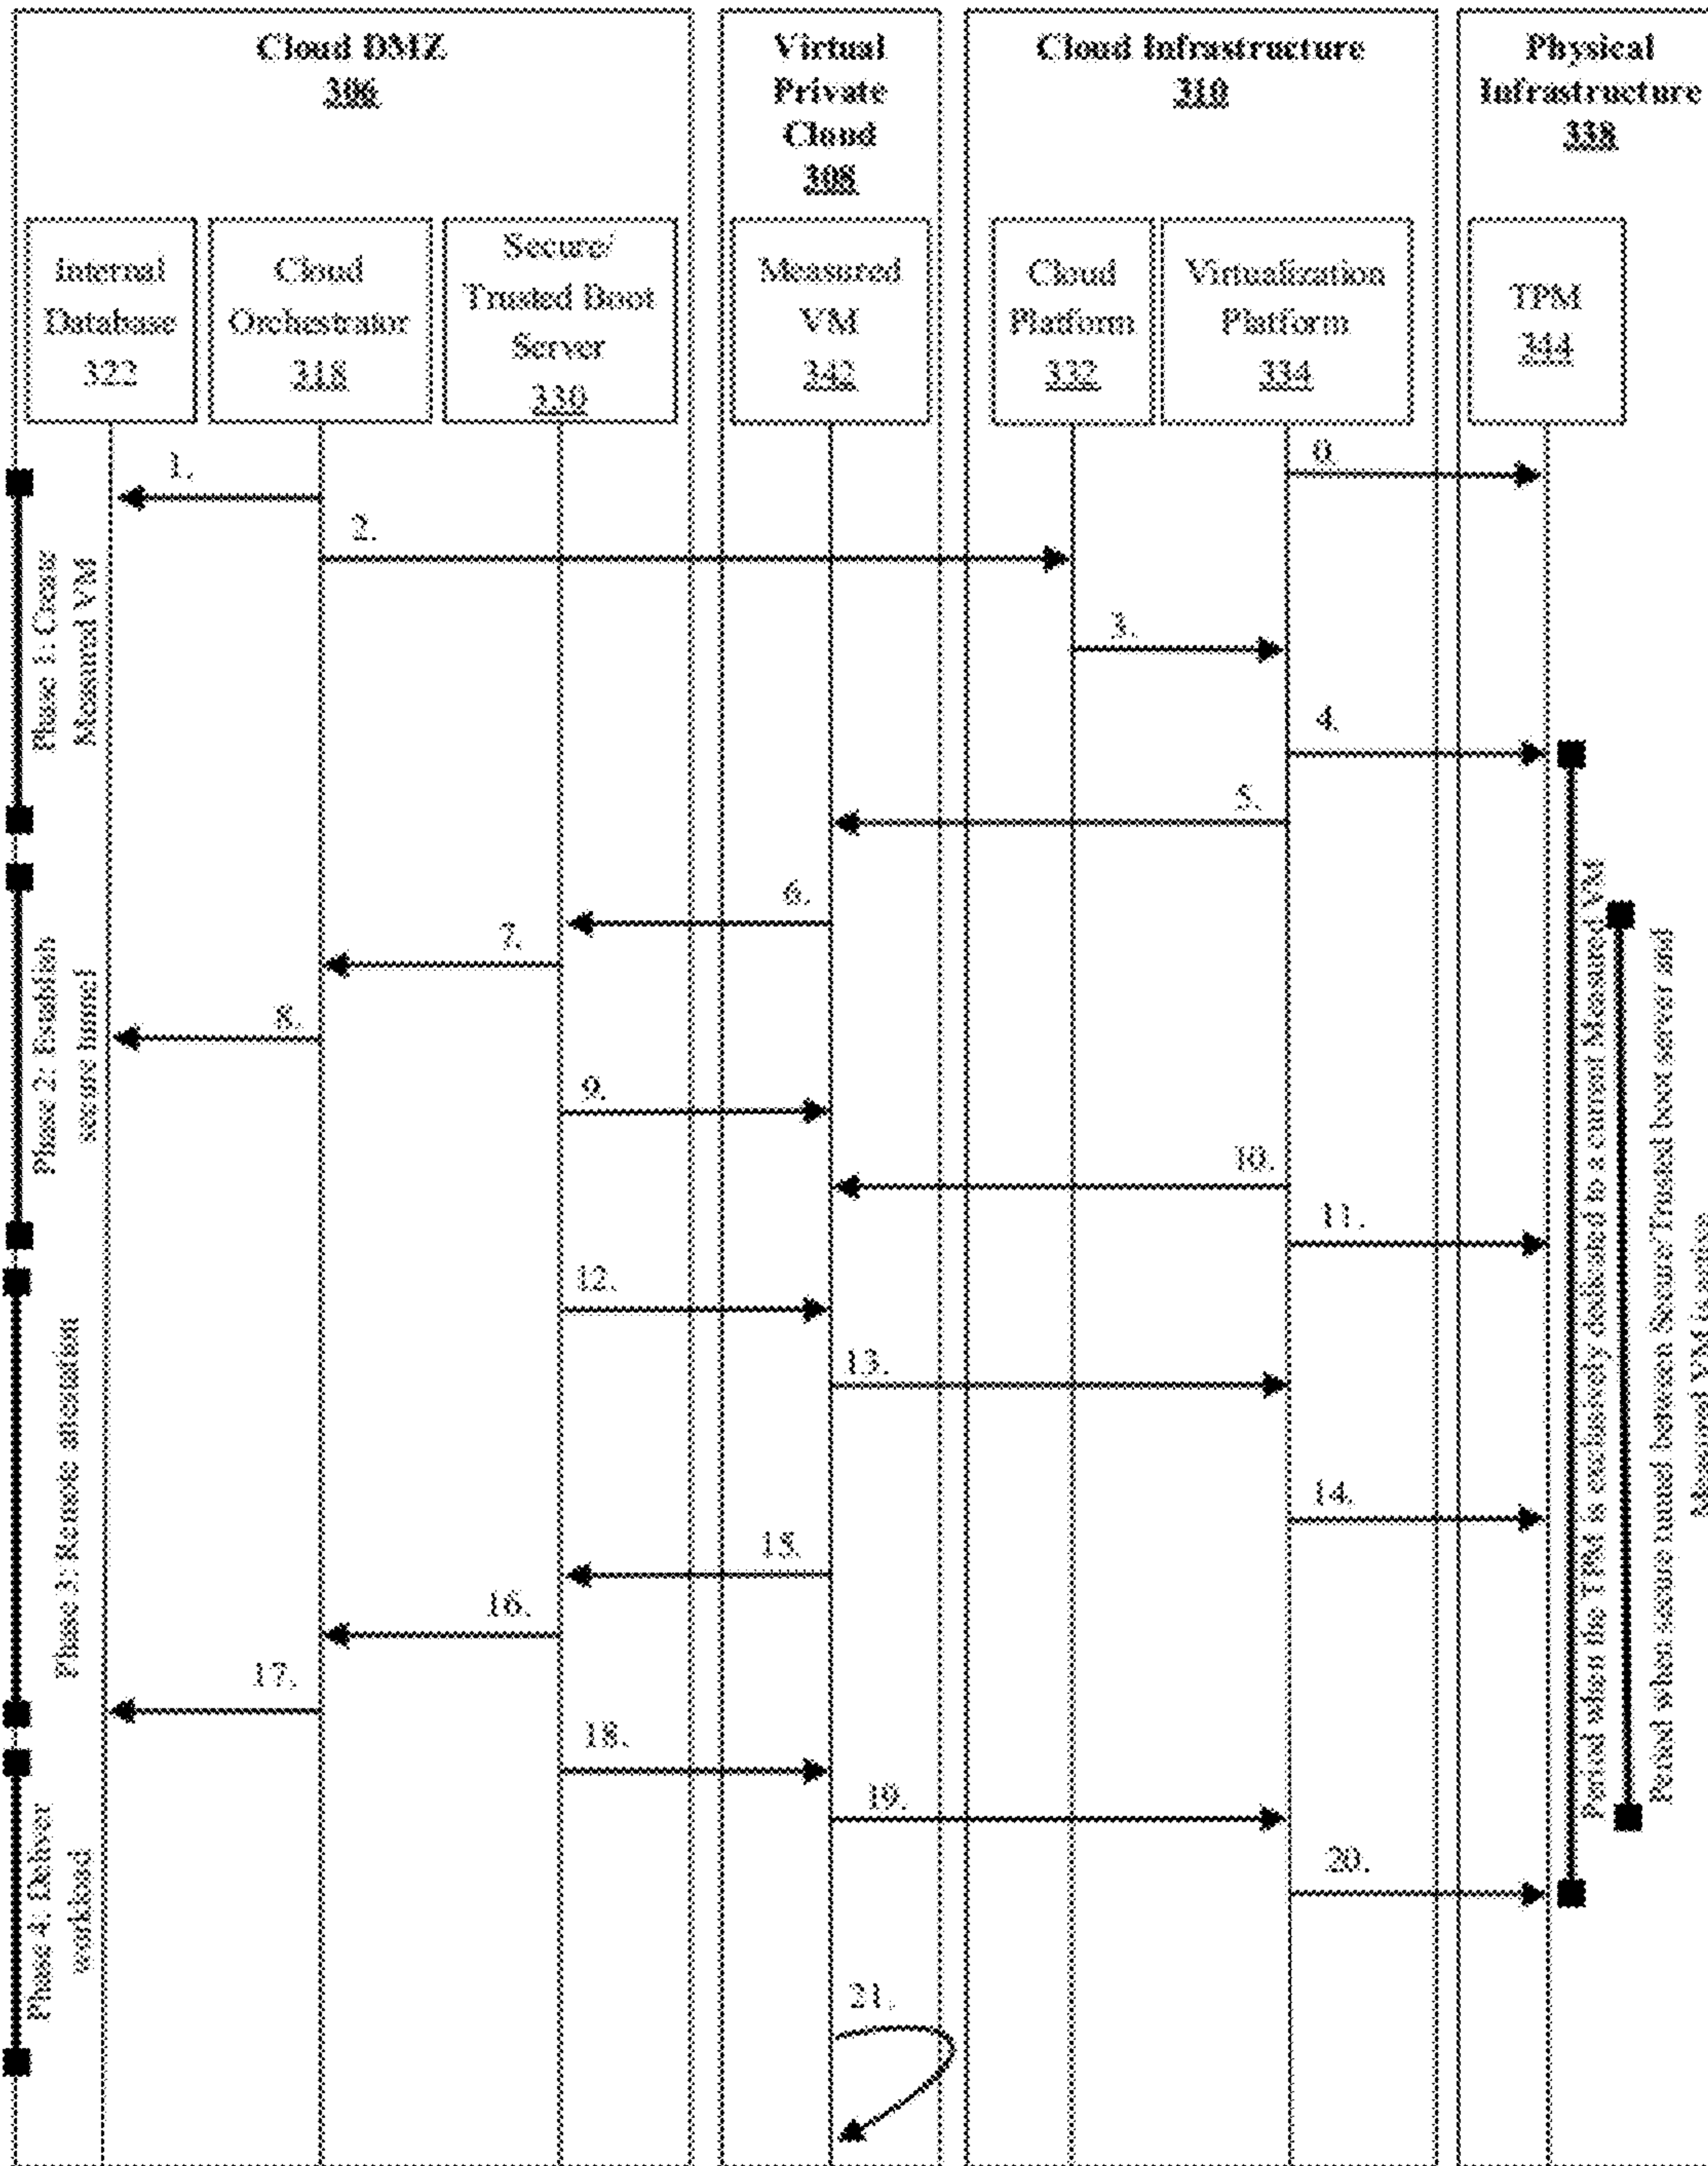 Cloud DMZ
306
Virtual
Private
Cloud
308
Cloud Infrastructure
310
Physical
Infrastructure
338
Internal
Database
322
Cloud
Orchestrator
318
Secure/
Trusted Boot
Server
330
Measured
VM
342
Cloud
Platform
332
Virtualization
Platform
334
TPM
344
0.
1.
2.
3.
4.
5.
6.
7.
8.
9.
10.
11.
12.
13.
14.
15.
16.
17.
18.
19.
20.
21.
Phase 1: Create
Measured VM
Phase 2: Establish
secure tunnel
Phase 3: Remote attestation
Phase 4: Deliver
workload
Period when the TPM is exclusively dedicated to a current Measured VM
Period when secure tunnel between Secure/Trusted boot server and
Measured VM is active